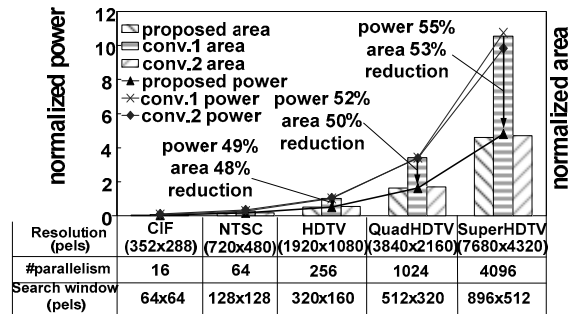 normalized power
normalized area
12
10
8
6
4
2
0
proposed area
conv.1 area
conv.2 area
proposed power
conv.1 power
conv.2 power
power 55%
area 53%
reduction
power 52%
area 50%
reduction
power 49%
area 48%
reduction
Resolution (pels) CIF (352x288) NTSC (720x480) HDTV (1920x1080) QuadHDTV (3840x2160) SuperHDTV (7680x4320)
#parallelism 16 64 256 1024 4096
Search window (pels) 64x64 128x128 320x160 512x320 896x512